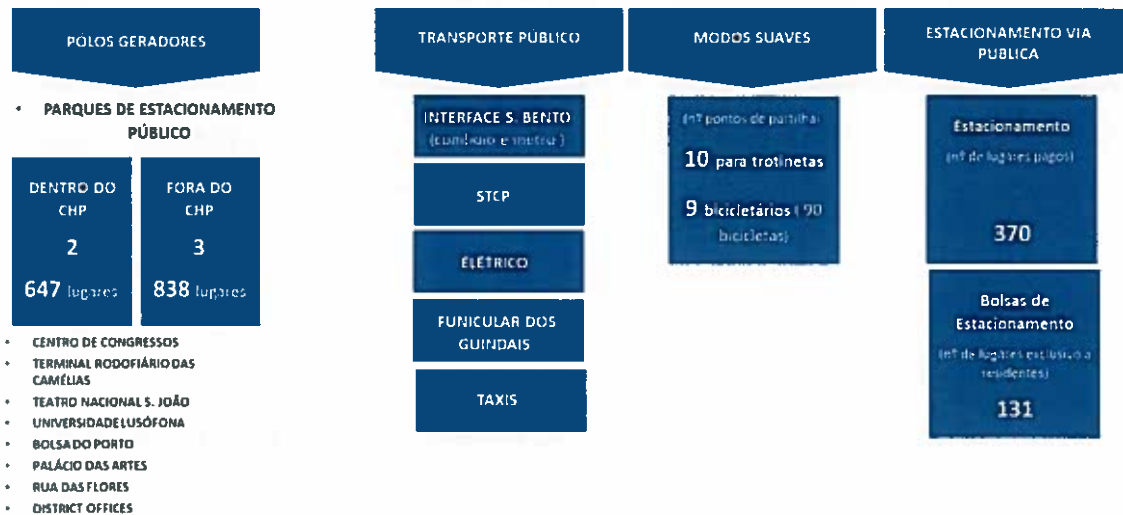 PÓLOS GERADORES
• PARQUES DE ESTACIONAMENTO
PÚBLICO
DENTRO DO
CHP
2
647 lugares
FORA DO
CHP
3
838 lugares
• CENTRO DE CONGRESSOS
• TERMINAL RODOFIÁRIO DAS
CAMÉLIAS
• TEATRO NACIONAL S. JOÃO
• UNIVERSIDADE LUSÓFONA
• BOLSA DO PORTO
• PALÁCIO DAS ARTES
• RUA DAS FLORES
• DISTRICT OFFICES
TRANSPORTE PÚBLICO
INTERFACE S. BENTO
(comboio e metro)
STCP
ELÉTRICO
FUNICULAR DOS
GUINDAIS
TAXIS
MODOS SUAVES
(nº pontos de partilha)
10 para trotinetas
9 bicicletários (90
bicicletas)
ESTACIONAMENTO VIA
PUBLICA
Estacionamento
(nº de lugares pagos)
370
Bolsas de
Estacionamento
(nº de lugares exclusivo a
residentes)
131